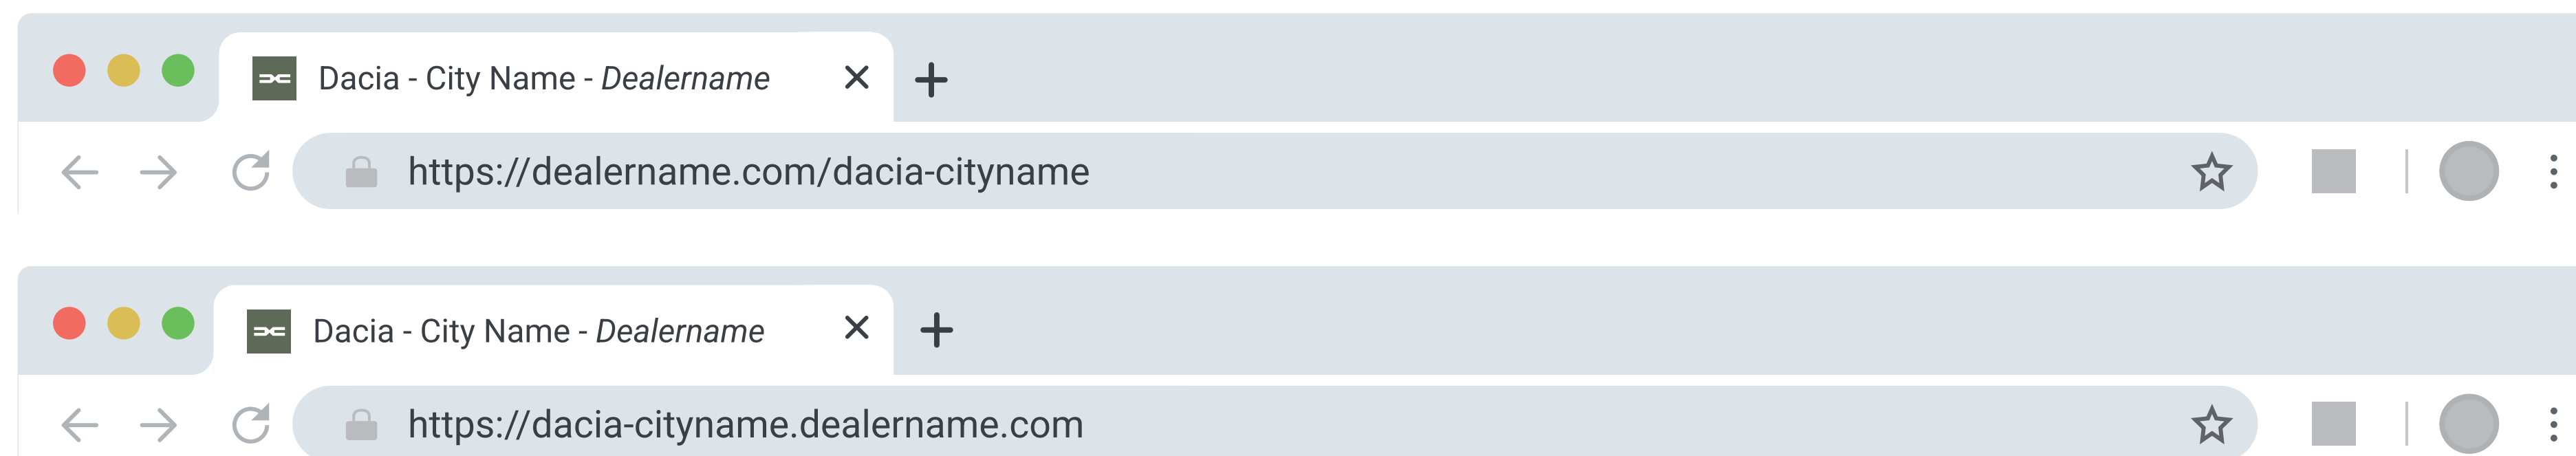 Dacia - City Name - Dealername
https://dealername.com/dacia-cityname
Dacia - City Name - Dealername
https://dacia-cityname.dealername.com